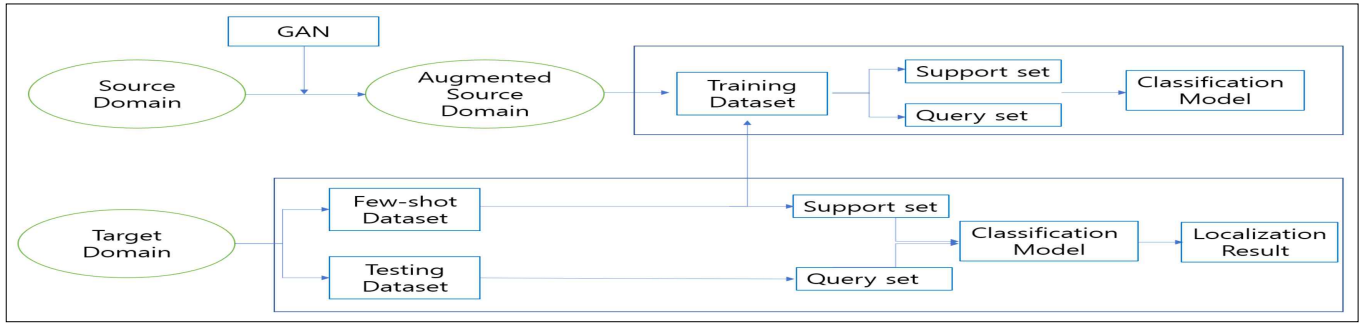 GAN
Source
Domain
Augmented
Source
Domain
Training
Dataset
Support set
Query set
Classification
Model
Target
Domain
Few-shot
Dataset
Testing
Dataset
Support set
Query set
Classification
Model
Localization
Result